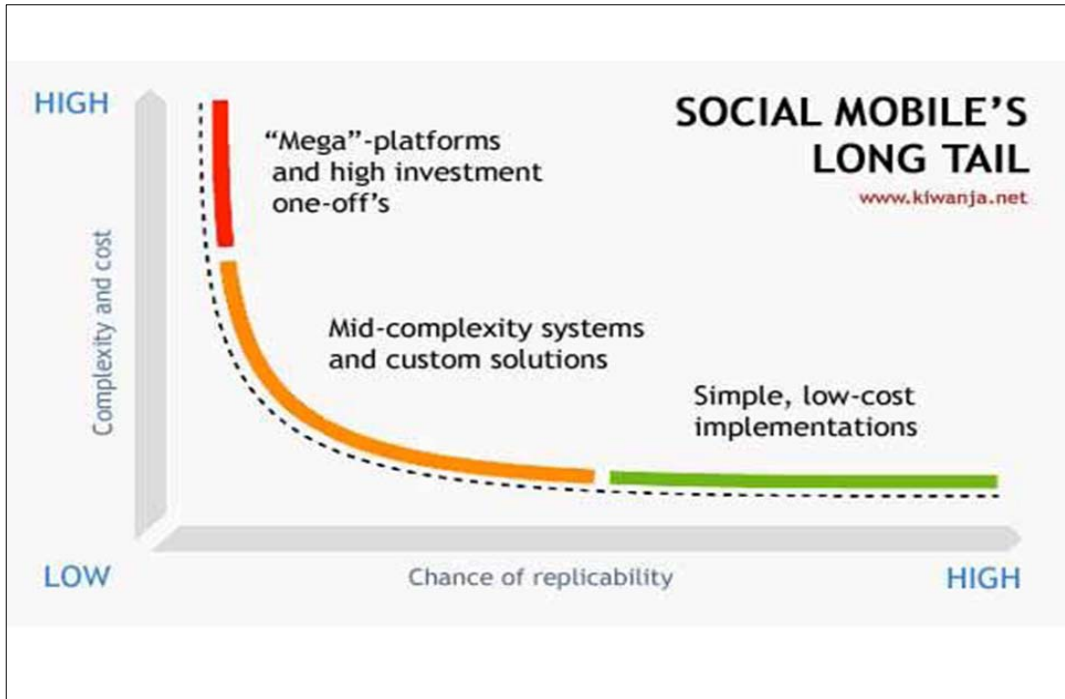 HIGH
SOCIAL MOBILE'S
LONG TAIL
www.kiwanja.net
“Mega”-platforms
and high investment
one-off's
Complexity and cost
Mid-complexity systems
and custom solutions
Simple, low-cost
implementations
LOW
Chance of replicability
HIGH